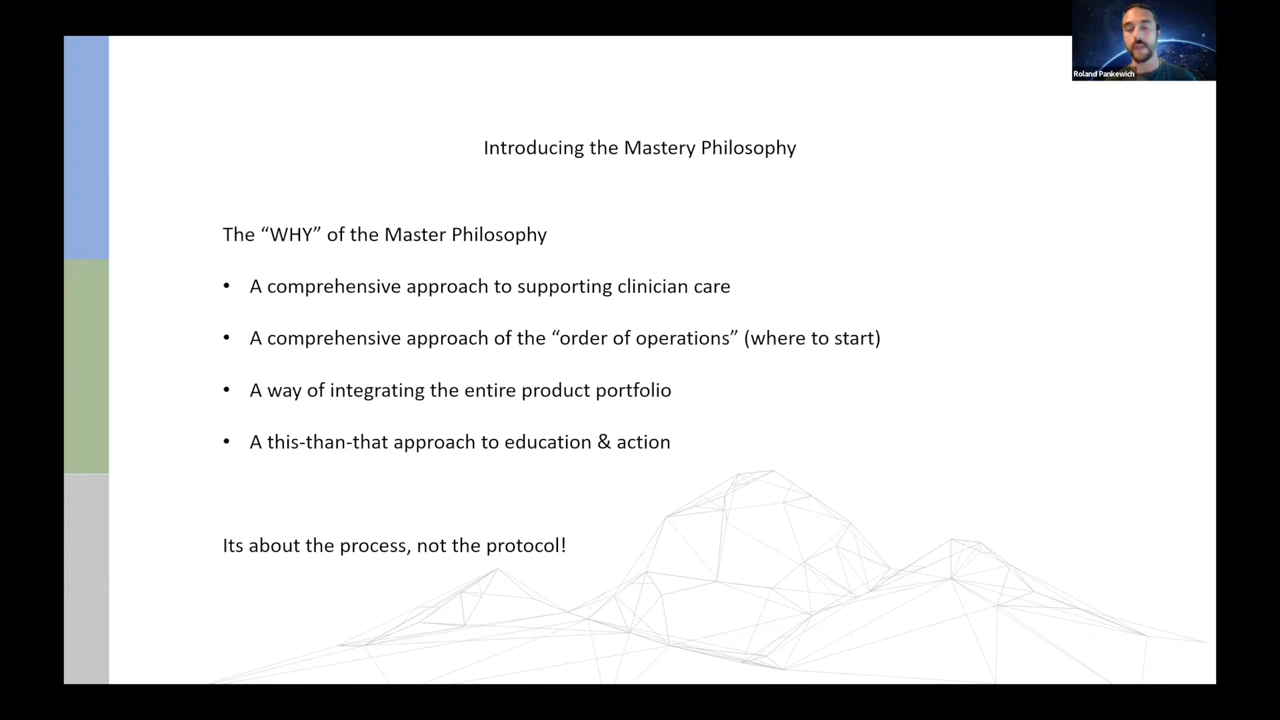 Roland Pankewich
Introducing the Mastery Philosophy
The “WHY” of the Master Philosophy
• A comprehensive approach to supporting clinician care
• A comprehensive approach of the “order of operations” (where to start)
• A way of integrating the entire product portfolio
• A this-than-that approach to education & action
Its about the process, not the protocol!